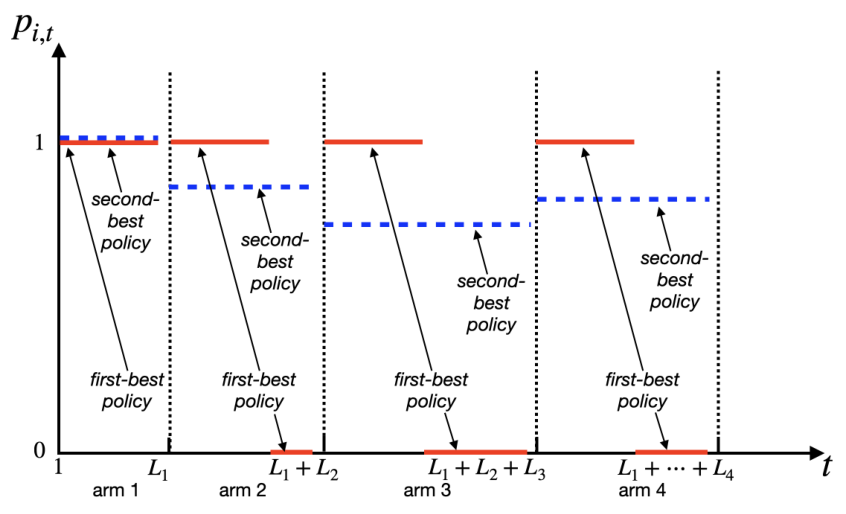 p_{i,t}
1
second-
best
policy
second-
best
policy
second-
best
policy
second-
best
policy
first-best
policy
first-best
policy
first-best
policy
first-best
policy
0
1
L_1
L_1 + L_2
L_1 + L_2 + L_3
L_1 + ⋯ + L_4
t
arm 1
arm 2
arm 3
arm 4